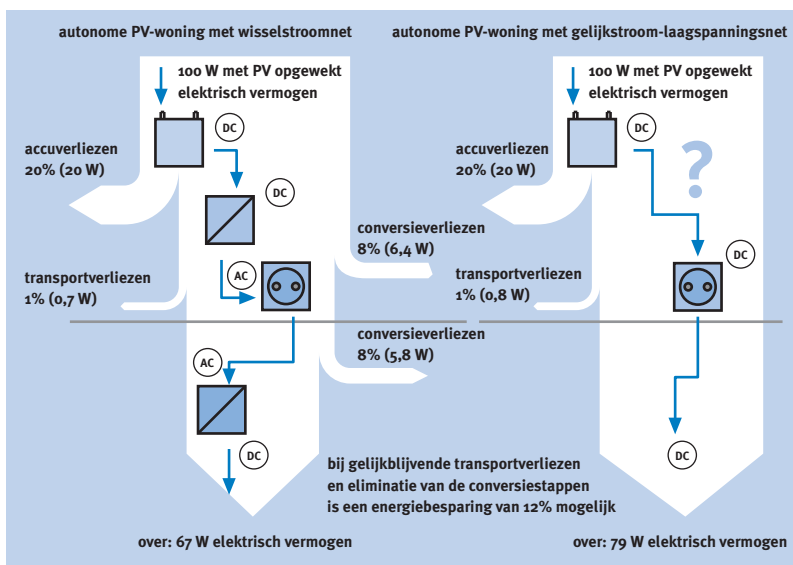 autonome PV-woning met wisselstroomnet
100 W met PV opgewekt
elektrisch vermogen
DC
accuverliezen
20% (20 W)
DC
conversieverliezen
8% (6,4 W)
AC
transportverliezen
1% (0,7 W)
conversieverliezen
8% (5,8 W)
AC
DC
bij gelijkblijvende transportverliezen
en eliminatie van de conversiestappen
is een energiebesparing van 12% mogelijk
over: 67 W elektrisch vermogen
autonome PV-woning met gelijkstroom-laagspanningsnet
100 W met PV opgewekt
elektrisch vermogen
DC
?
accuverliezen
20% (20 W)
DC
transportverliezen
1% (0,8 W)
DC
over: 79 W elektrisch vermogen